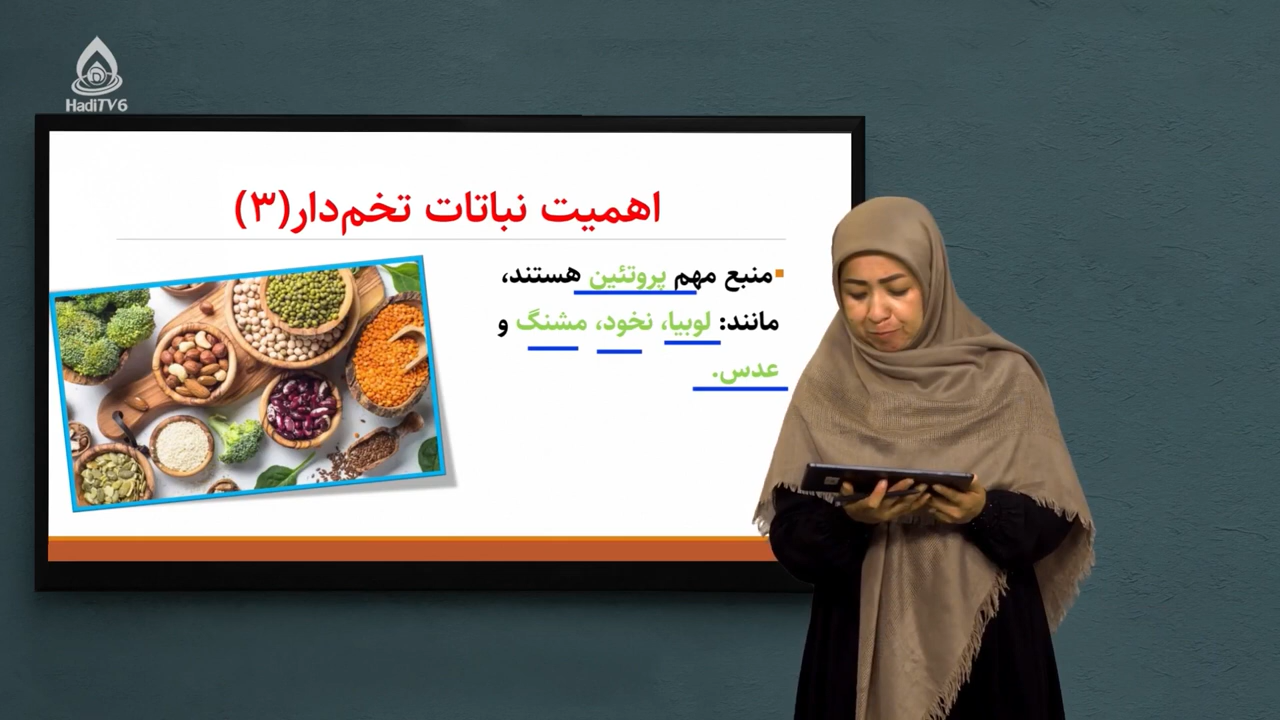 HadiTV6
اهمیت نباتات تخم‌دار(۳)
منبع مهم پروتئین هستند،
مانند: لوبیا، نخود، مشنگ و
عدس.